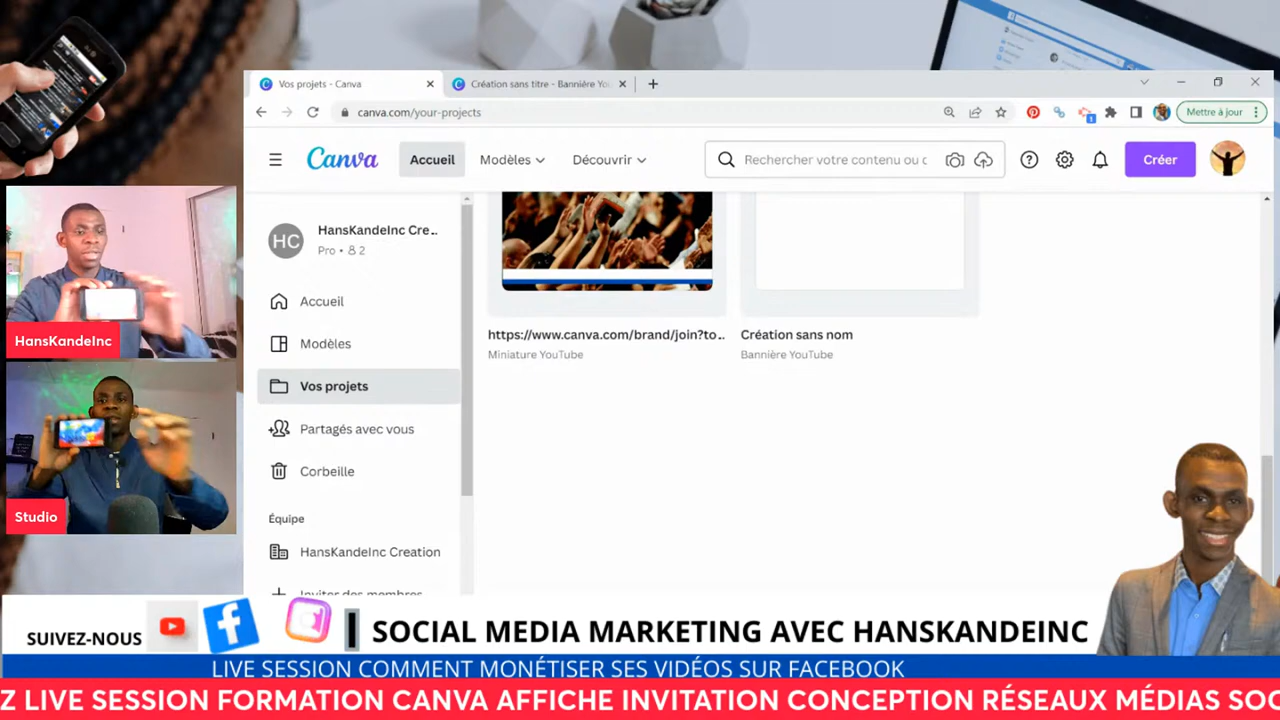 Vos projets - Canva
Création sans titre - Bannière You
canva.com/your-projects
Mettre à jour
Canva
Accueil
Modèles
Découvrir
Rechercher votre contenu ou c
Créer
HC
HansKandeInc Cre...
Pro • 2
Accueil
Modèles
Vos projets
Partagés avec vous
Corbeille
Équipe
HansKandeInc Creation
Inviter des membres
https://www.canva.com/brand/join?to...
Miniature YouTube
Création sans nom
Bannière YouTube
HansKandeInc
Studio
SUIVEZ-NOUS
SOCIAL MEDIA MARKETING AVEC HANSKANDEINC
LIVE SESSION COMMENT MONÉTISER SES VIDÉOS SUR FACEBOOK
Z LIVE SESSION FORMATION CANVA AFFICHE INVITATION CONCEPTION RÉSEAUX MÉDIAS SOC